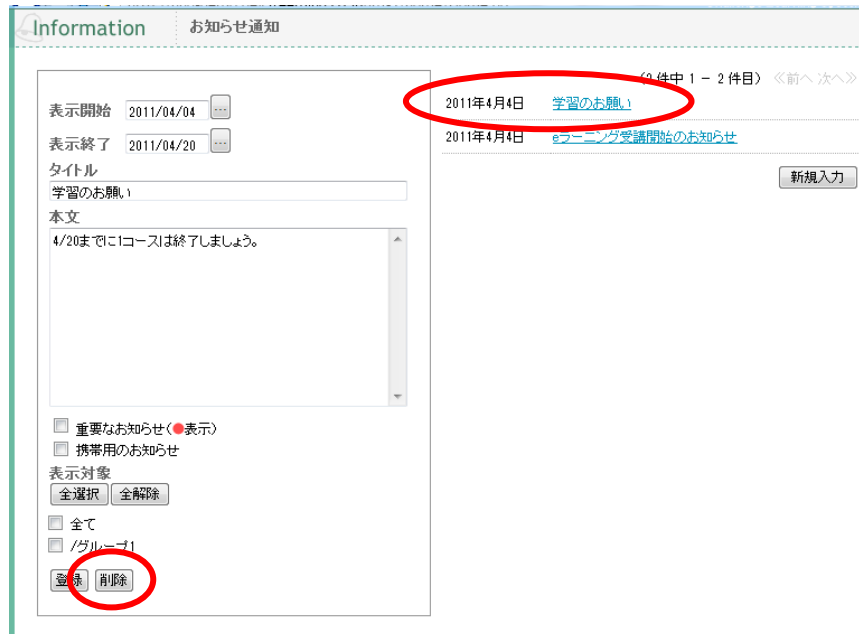 Information お知らせ通知
表示開始 2011/04/04 ...
表示終了 2011/04/20 ...
タイトル
学習のお願い
本文
4/20までに1コースは終了しましょう。
重要なお知らせ(●表示)
携帯用のお知らせ
表示対象
全選択 全解除
全て
/グループ1
登録 削除
(2 件中 1 - 2 件目) ≪前へ 次へ≫
2011年4月4日 学習のお願い
2011年4月4日 eラーニング受講開始のお知らせ
新規入力